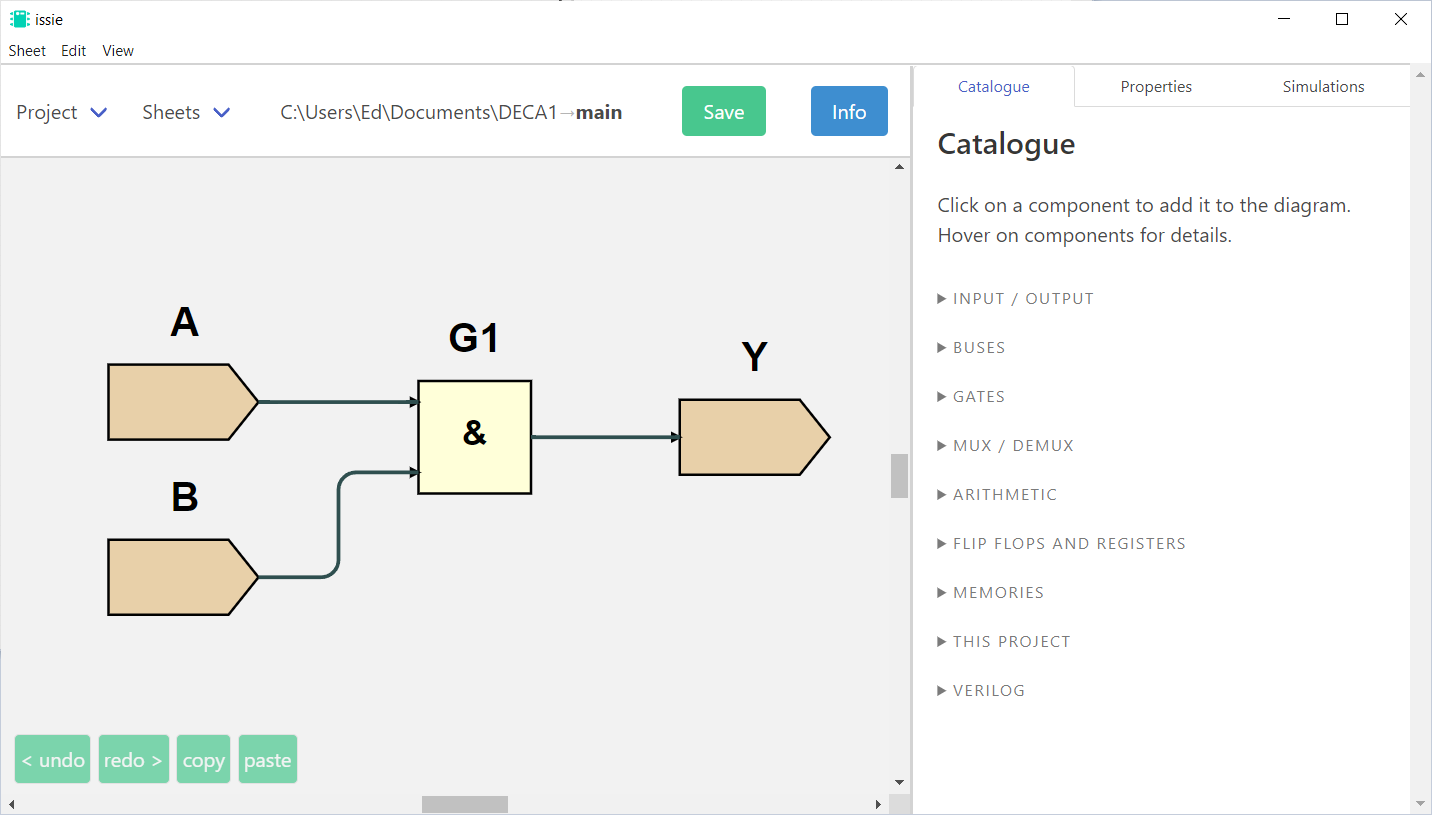 issie
Sheet Edit View
Project Sheets C:\Users\Ed\Documents\DECA1→main Save Info
Catalogue Properties Simulations
Catalogue
Click on a component to add it to the diagram.
Hover on components for details.
INPUT / OUTPUT
BUSES
GATES
MUX / DEMUX
ARITHMETIC
FLIP FLOPS AND REGISTERS
MEMORIES
THIS PROJECT
VERILOG
A
G1
Y
&
B
< undo redo > copy paste